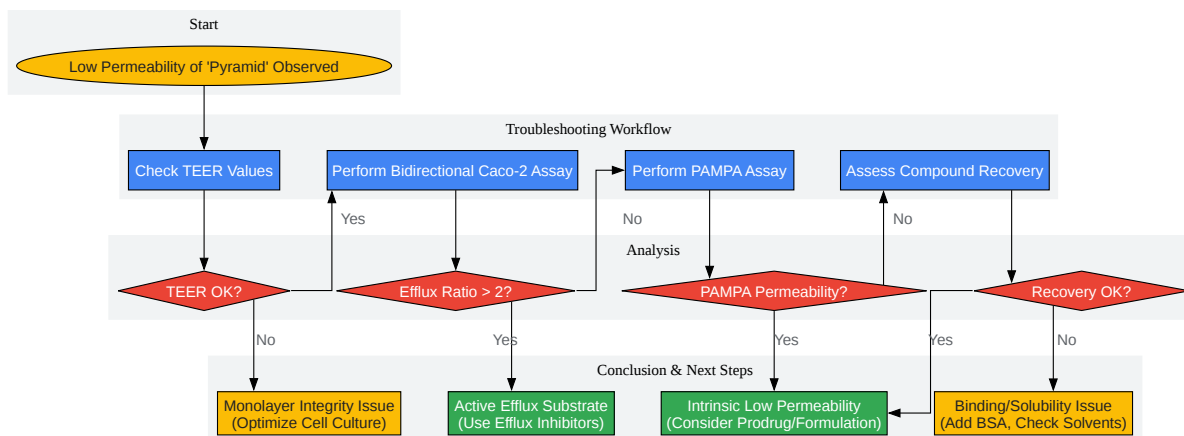 Start
Low Permeability of 'Pyramid' Observed
Troubleshooting Workflow
Check TEER Values
Perform Bidirectional Caco-2 Assay
Perform PAMPA Assay
Assess Compound Recovery
Yes
No
No
Analysis
TEER OK?
Efflux Ratio > 2?
PAMPA Permeability?
Recovery OK?
No
Yes
Yes
Yes
No
Conclusion & Next Steps
Monolayer Integrity Issue
(Optimize Cell Culture)
Active Efflux Substrate
(Use Efflux Inhibitors)
Intrinsic Low Permeability
(Consider Prodrug/Formulation)
Binding/Solubility Issue
(Add BSA, Check Solvents)